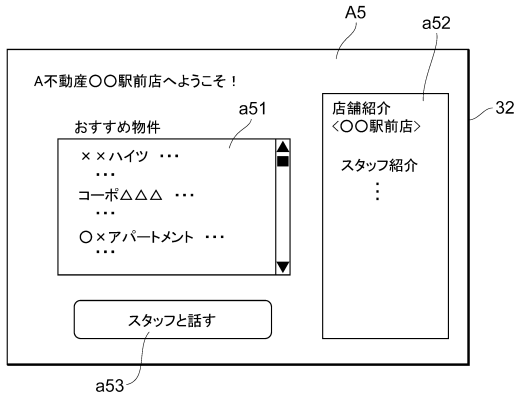 A5
a52
A不動産〇〇駅前店へようこそ！
a51
32
おすすめ物件
××ハイツ ・・・
・・・
コーポ△△△ ・・・
・・・
〇×アパートメント ・・・
・・・
店舗紹介
<〇〇駅前店>
スタッフ紹介
スタッフと話す
a53